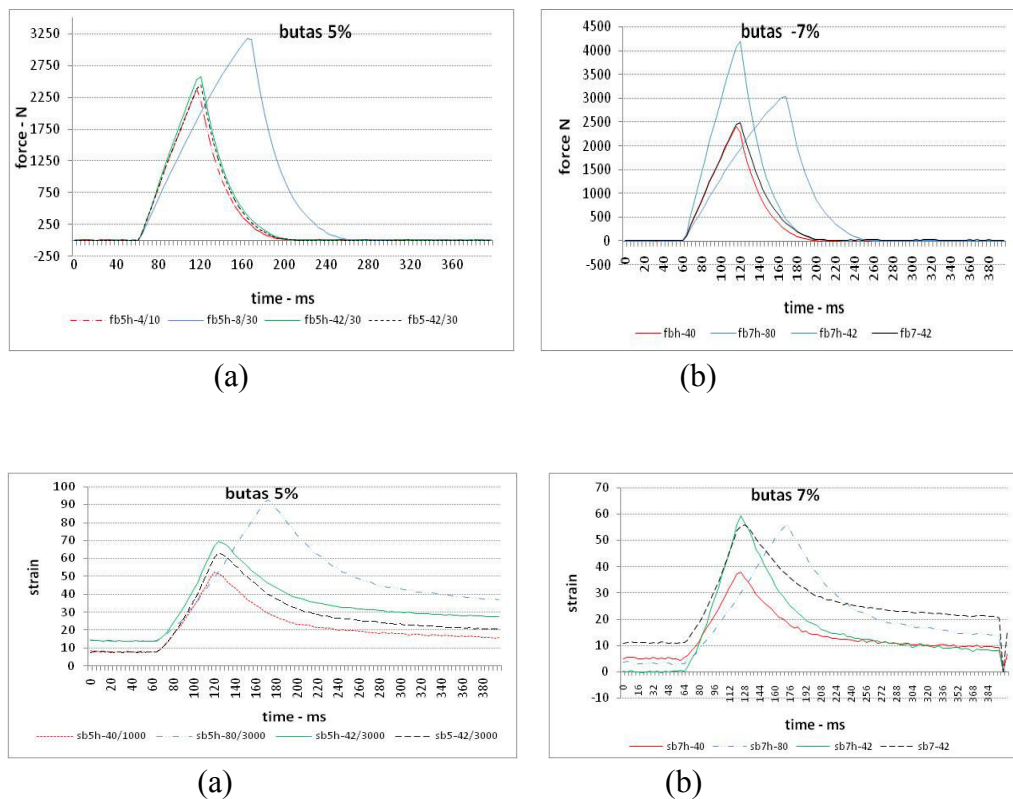 butas 5%
3250
2750
2250
1750
1250
750
250
-250
force - N
0 40 80 120 160 200 240 280 320 360
time - ms
fb5h-4/10 fb5h-8/30 fb5h-42/30 fb5-42/30
(a)
butas -7%
4500
4000
3500
3000
2500
2000
1500
1000
500
0
-500
force N
0 20 40 60 80 100 120 140 160 180 200 220 240 260 280 300 320 340 360 380
time - ms
fbh-40 fb7h-80 fb7h-42 fb7-42
(b)
butas 5%
100
90
80
70
60
50
40
30
20
10
0
strain
0 20 40 60 80 100 120 140 160 180 200 220 240 260 280 300 320 340 360 380
time - ms
sb5h-40/1000 sb5h-80/3000 sb5h-42/3000 sb5-42/3000
(a)
butas 7%
70
60
50
40
30
20
10
0
-10
strain
0 16 32 48 64 80 96 112 128 144 160 176 192 208 224 240 256 272 288 304 320 336 352 368 384
time - ms
sb7h-40 sb7h-80 sb7h-42 sb7-42
(b)